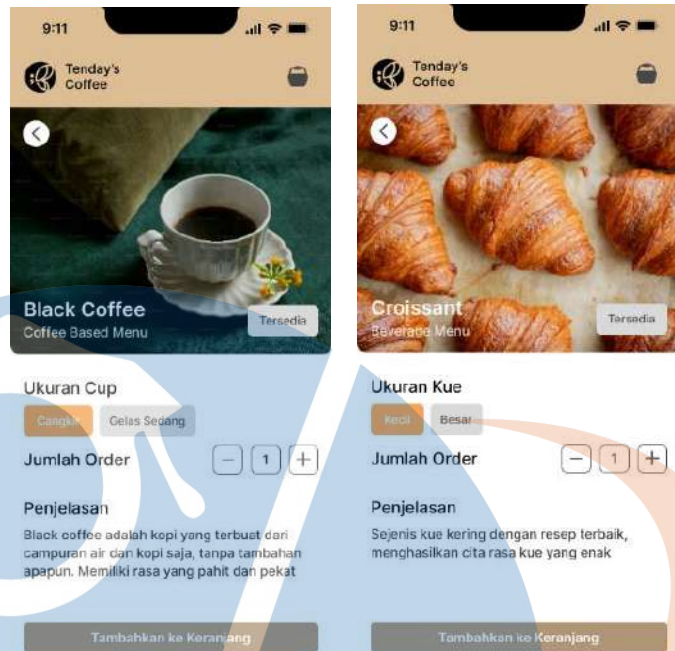 9:11
Tenday's
Coffee
Black Coffee
Coffee Based Menu
Tersedia
Ukuran Cup
Cangkir
Gelas Sedang
Jumlah Order
1
Penjelasan
Black coffee adalah kopi yang terbuat dari
campuran air dan kopi saja, tanpa tambahan
apapun. Memiliki rasa yang pahit dan pekat
Tambahkan ke Keranjang
9:11
Tenday's
Coffee
Croissant
Beverage Menu
Tersedia
Ukuran Kue
Kecil
Besar
Jumlah Order
1
Penjelasan
Sejenis kue kering dengan resep terbaik,
menghasilkan cita rasa kue yang enak
Tambahkan ke Keranjang